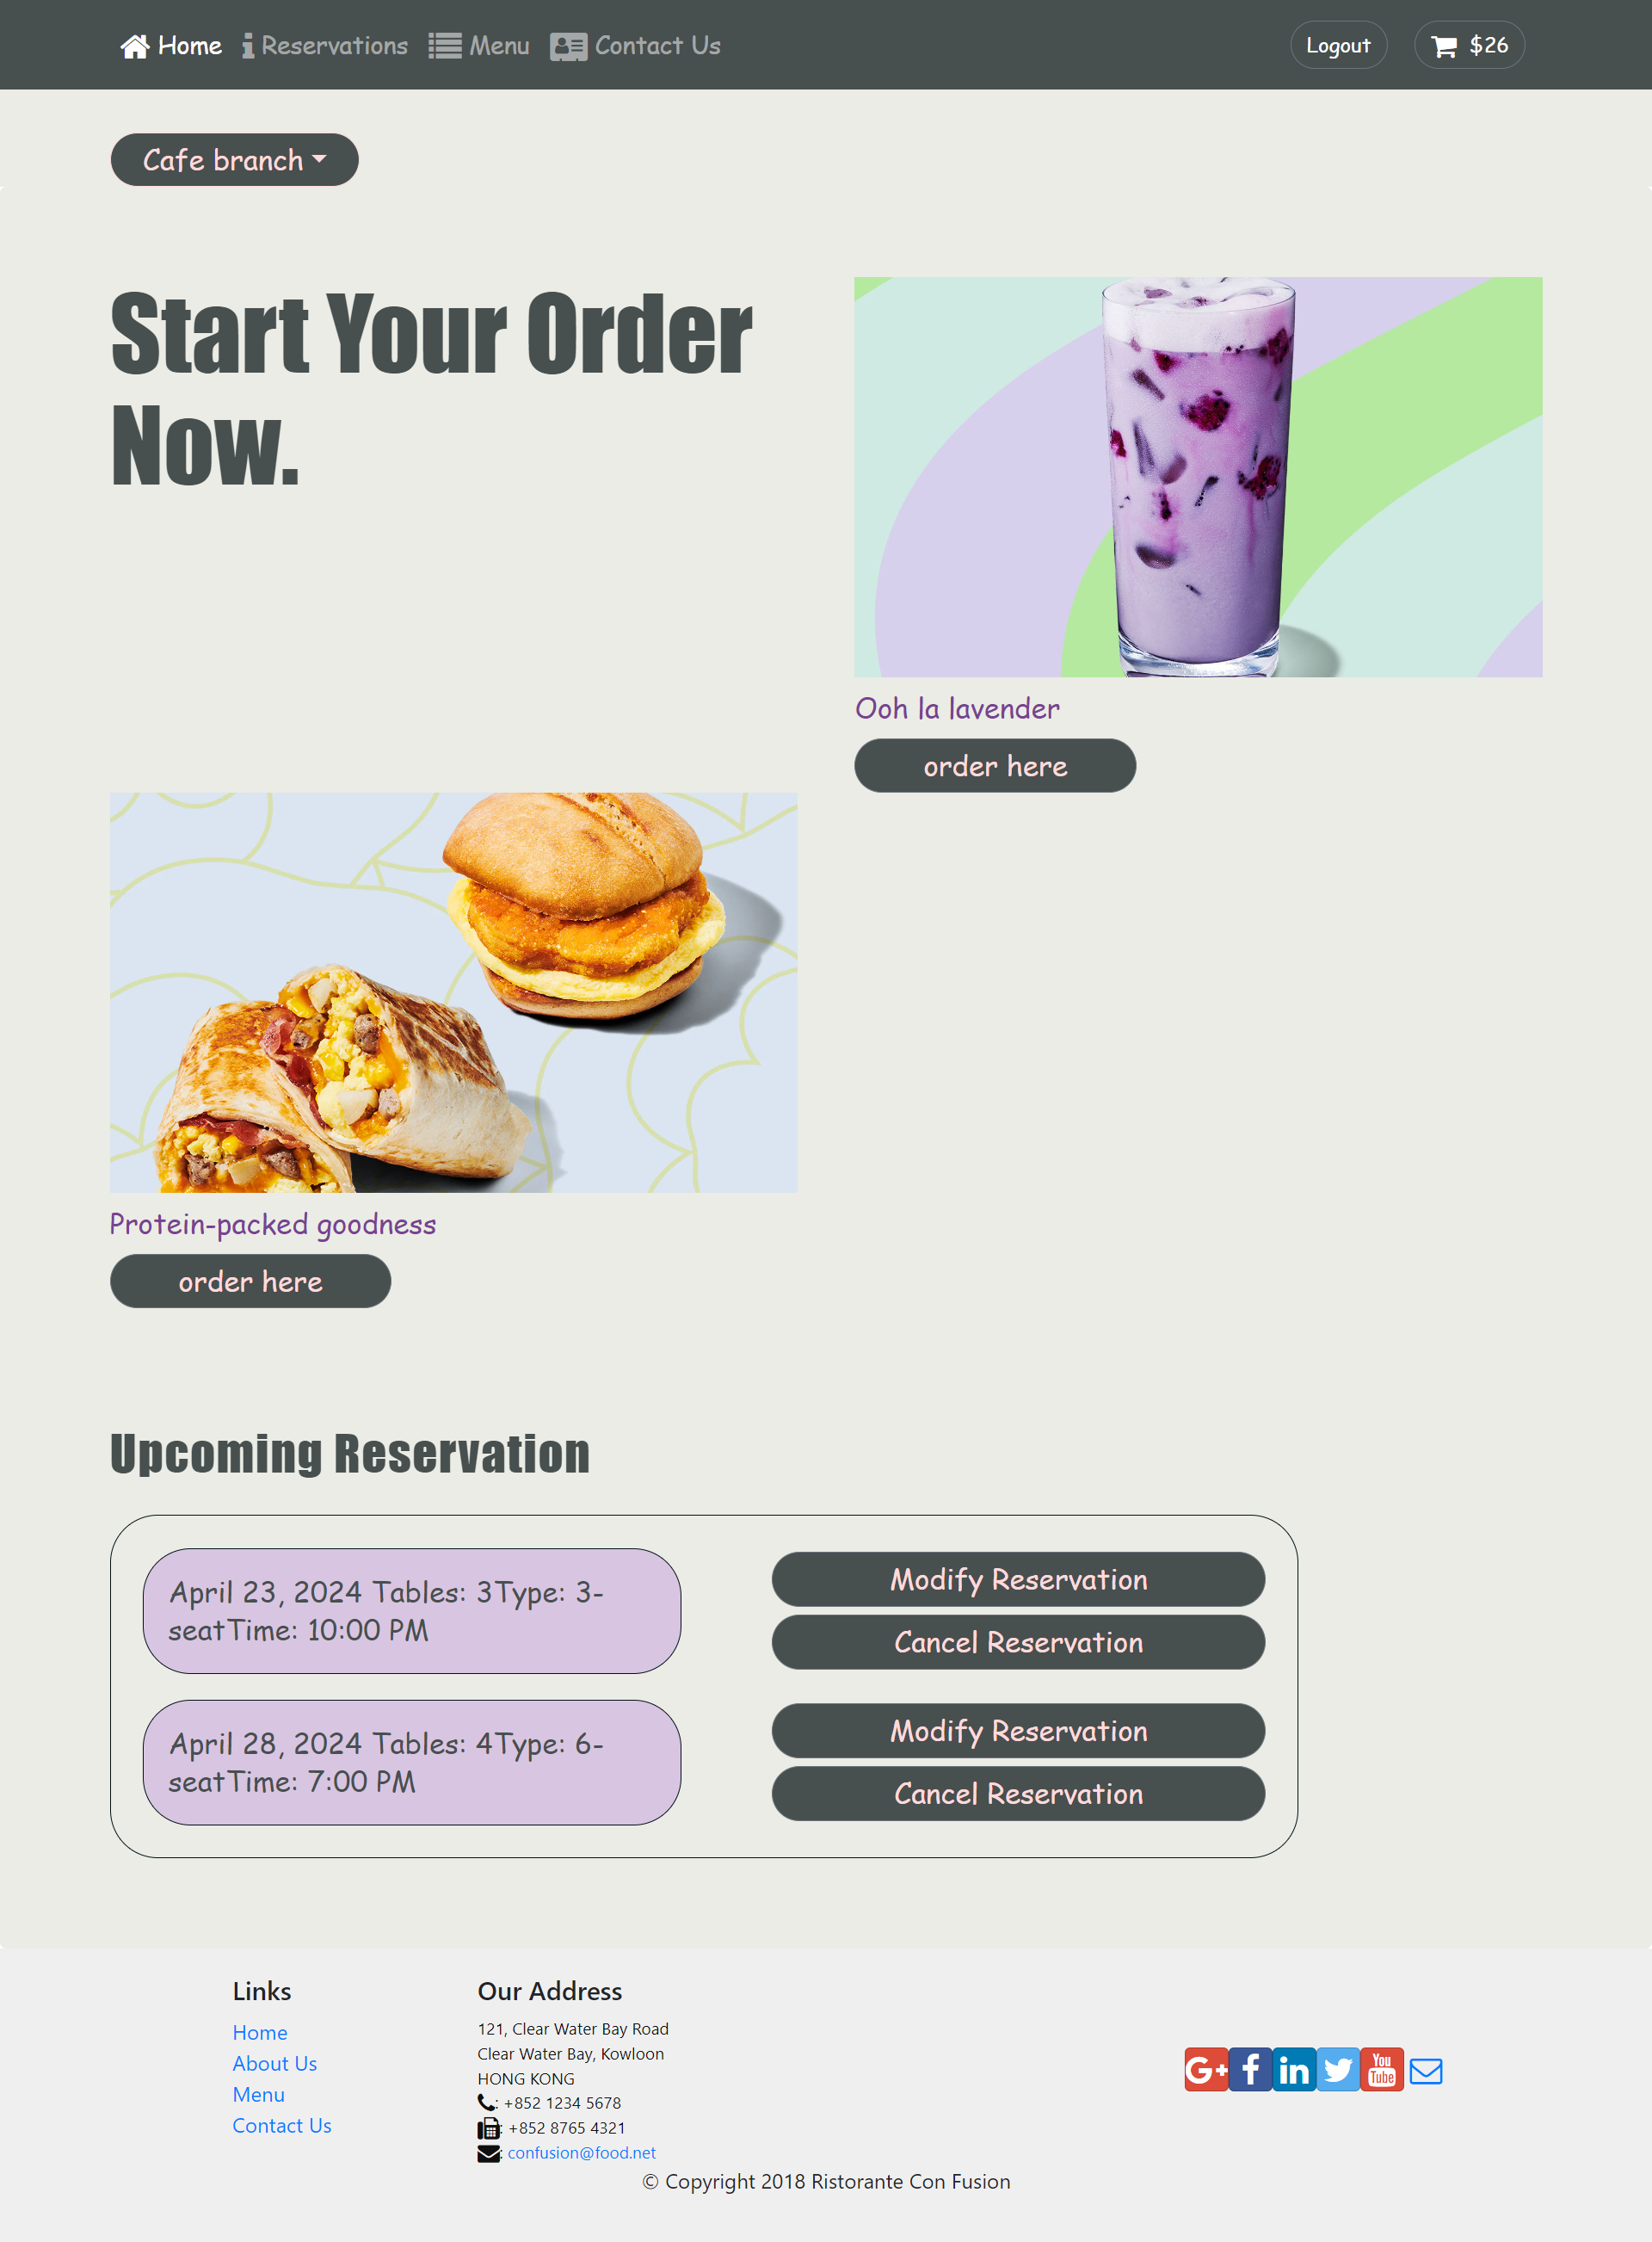 Home
Reservations
Menu
Contact Us
Logout
$26
Cafe branch
Start Your Order
Now.
Ooh la lavender
order here
Protein-packed goodness
order here
Upcoming Reservation
April 23, 2024 Tables: 3Type: 3-
seatTime: 10:00 PM
Modify Reservation
Cancel Reservation
April 28, 2024 Tables: 4Type: 6-
seatTime: 7:00 PM
Modify Reservation
Cancel Reservation
Links
Home
About Us
Menu
Contact Us
Our Address
121, Clear Water Bay Road
Clear Water Bay, Kowloon
HONG KONG
: +852 1234 5678
: +852 8765 4321
: confusion@food.net
G+
f
in
You
Tube
© Copyright 2018 Ristorante Con Fusion